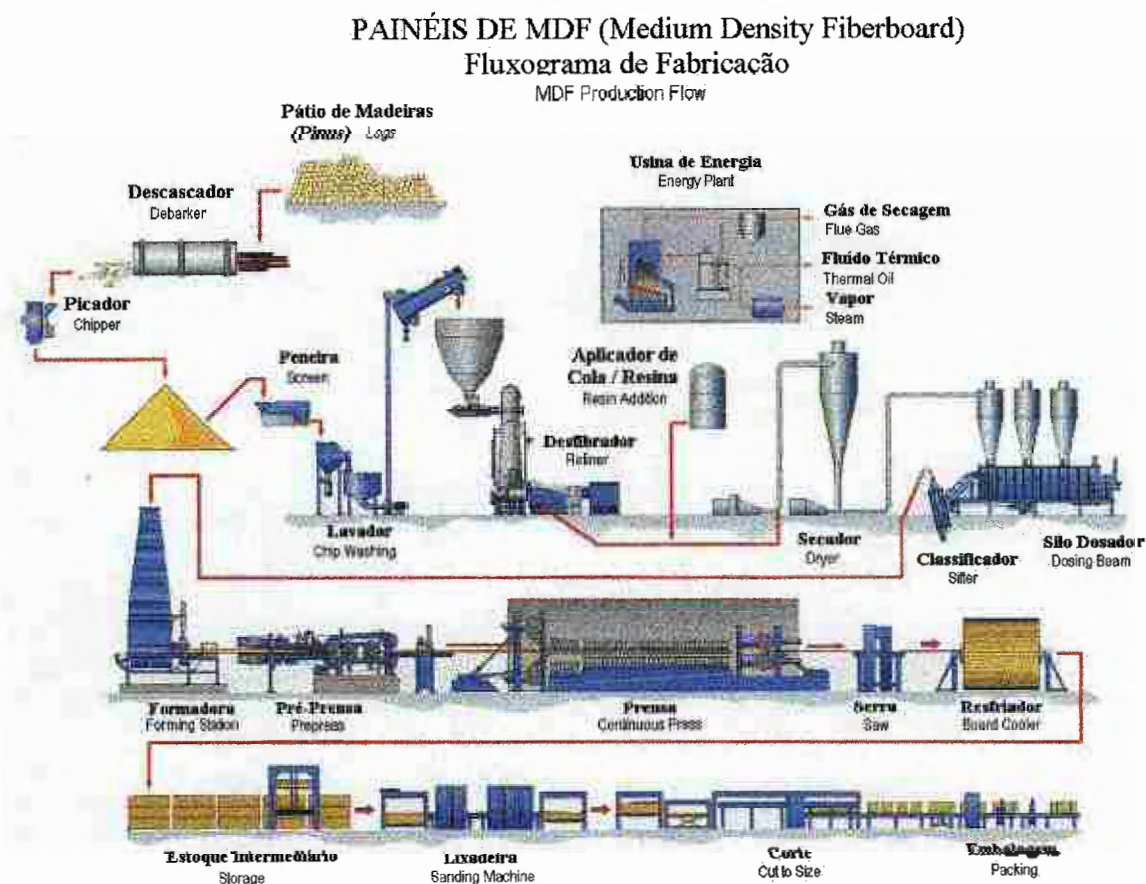 PAINÉIS DE MDF (Medium Density Fiberboard)
Fluxograma de Fabricação
MDF Production Flow
Pátio de Madeiras
(Pinus) Logs
Descascador
Debarker
Picador
Chipper
Peneira
Screen
Lavador
Chip Washing
Desfibrador
Refiner
Aplicador de
Cola / Resina
Resin Addition
Usina de Energia
Energy Plant
Gás de Secagem
Flue Gas
Fluído Térmico
Thermal Oil
Vapor
Steam
Secador
Dryer
Classificador
Sifter
Silo Dosador
Dosing Beam
Formadora
Forming Station
Pré-Prensa
Prepress
Prensa
Continuous Press
Serra
Saw
Resfriador
Board Cooler
Estoque Intermediário
Storage
Lixadeira
Sanding Machine
Corte
Cut to Size
Embalagem
Packing